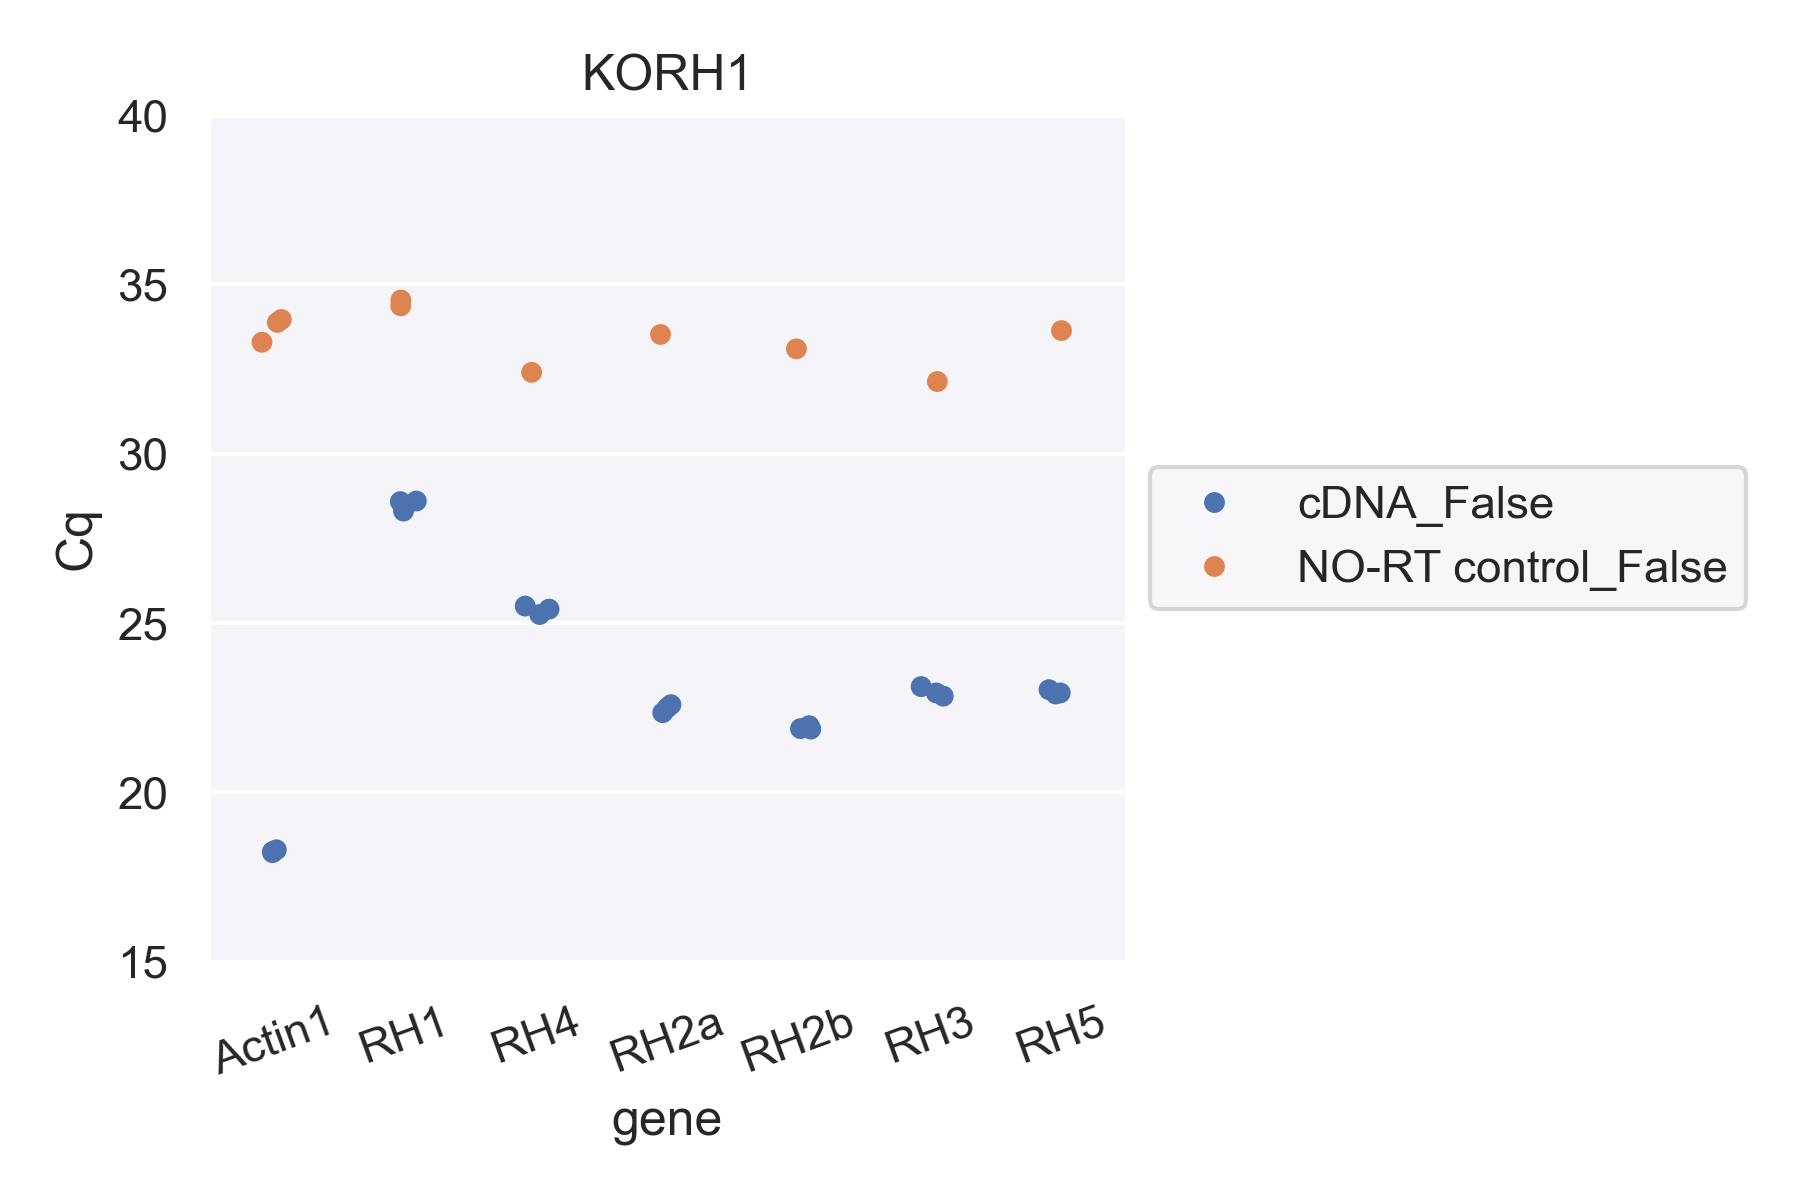 KORH1
40
35
30
25
20
15
Cq
Actin1
RH1
RH4
RH2a
RH2b
RH3
RH5
gene
cDNA_False
NO-RT control_False